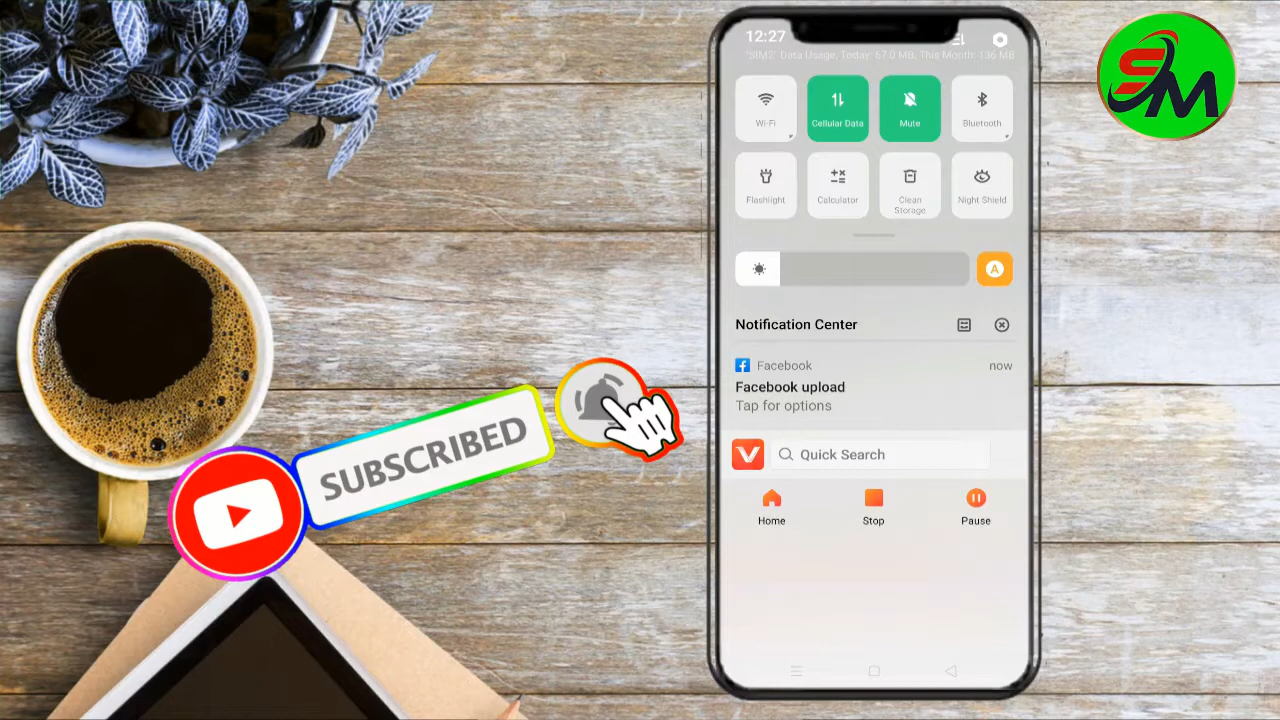 SM
12:27
"SIM2" Data Usage, Today: 57.0 MB, This Month: 136 MB
Wi-Fi
Cellular Data
Mute
Bluetooth
Flashlight
Calculator
Clean
Storage
Night Shield
A
Notification Center
Facebook
now
Facebook upload
Tap for options
Quick Search
Home
Stop
Pause
SUBSCRIBED